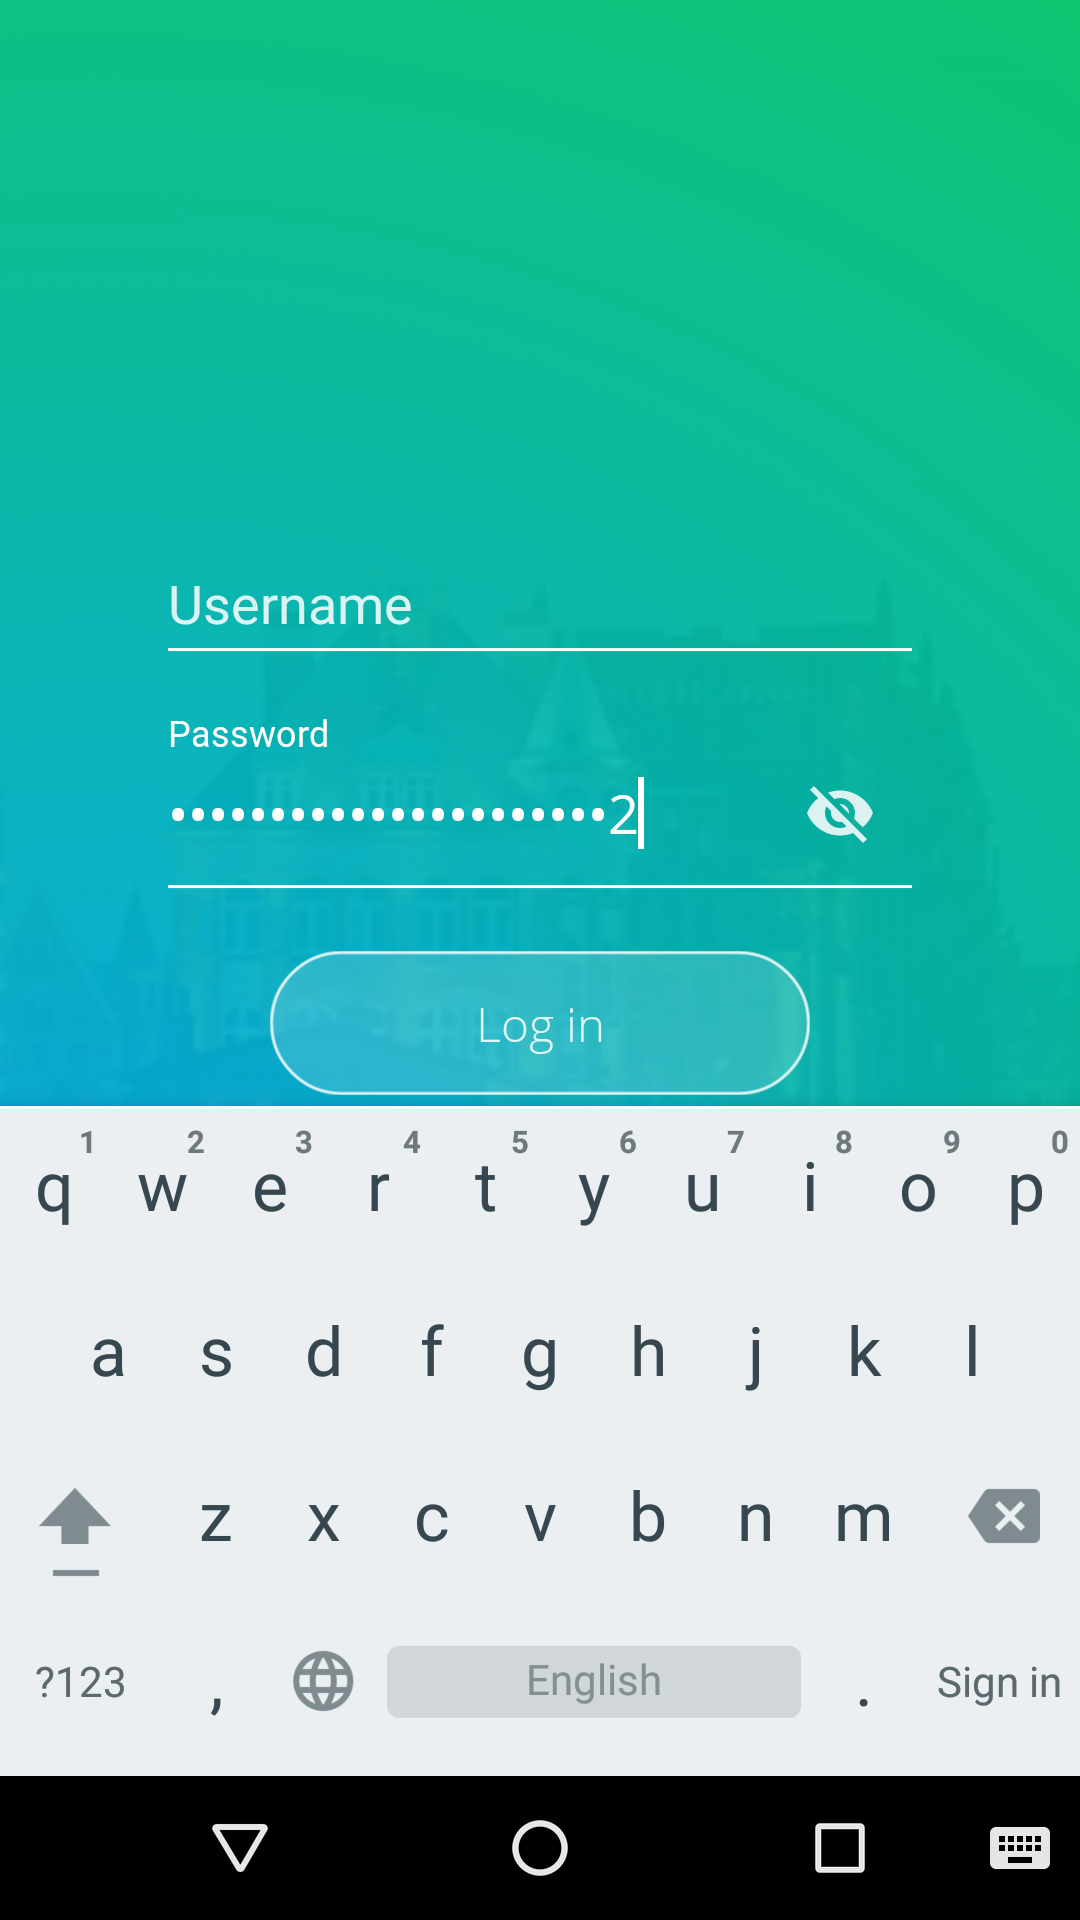 Username
Password
••••••••••••••••••••••2
Log in
1 2 3 4 5 6 7 8 9 0
q w e r t y u i o p
a s d f g h j k l
z x c v b n m
?123 , English . Sign in